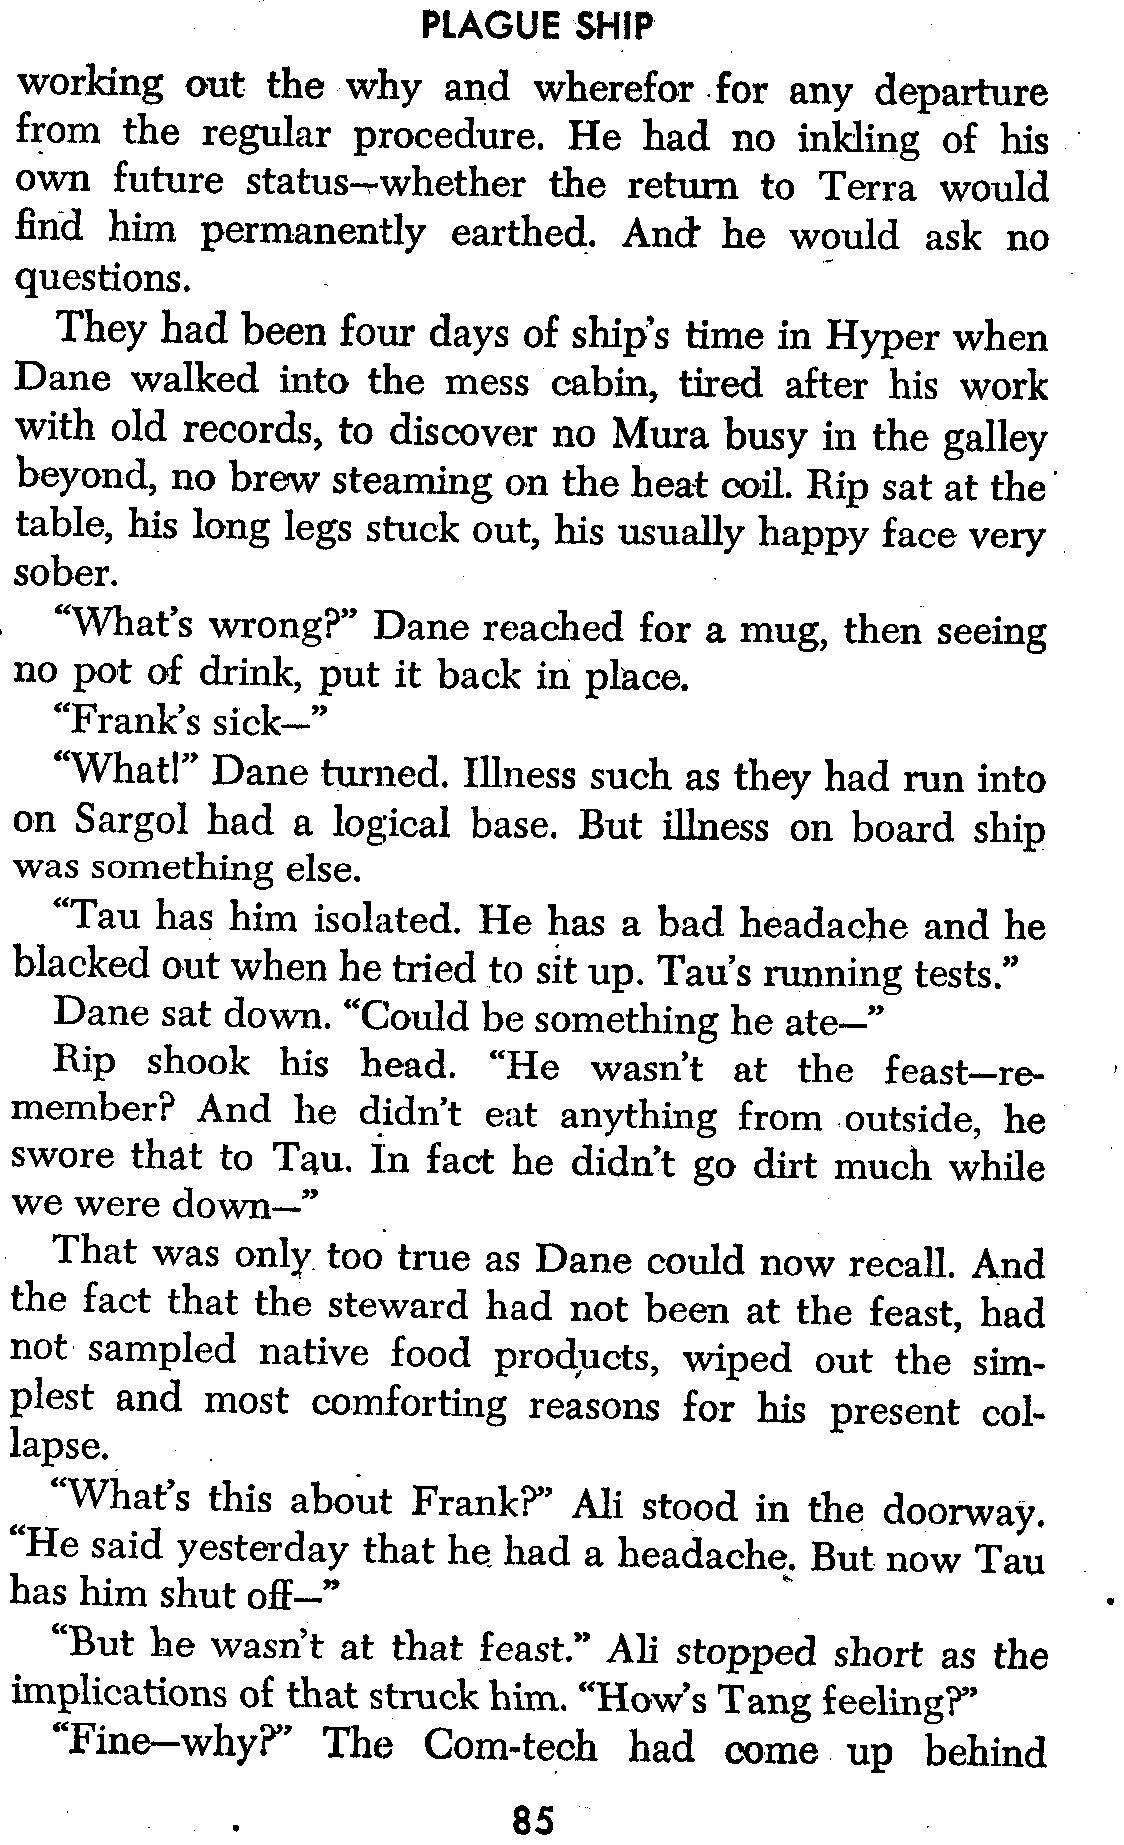 PLAGUE SHIP
working out the why and wherefor for any departure
from the regular procedure. He had no inkling of his
own future status—whether the return to Terra would
find him permanently earthed. And he would ask no
questions.
They had been four days of ship's time in Hyper when
Dane walked into the mess cabin, tired after his work
with old records, to discover no Mura busy in the galley
beyond, no brew steaming on the heat coil. Rip sat at the
table, his long legs stuck out, his usually happy face very
sober.
“What's wrong?” Dane reached for a mug, then seeing
no pot of drink, put it back in place.
“Frank's sick—”
“What!” Dane turned. Illness such as they had run into
on Sargol had a logical base. But illness on board ship
was something else.
“Tau has him isolated. He has a bad headache and he
blacked out when he tried to sit up. Tau's running tests.”
Dane sat down. “Could be something he ate—”
Rip shook his head. “He wasn't at the feast—re-
member? And he didn't eat anything from outside, he
swore that to Tau. In fact he didn't go dirt much while
we were down—”
That was only too true as Dane could now recall. And
the fact that the steward had not been at the feast, had
not sampled native food products, wiped out the sim-
plest and most comforting reasons for his present col-
lapse.
“What's this about Frank?” Ali stood in the doorway.
“He said yesterday that he had a headache. But now Tau
has him shut off—”
“But he wasn't at that feast.” Ali stopped short as the
implications of that struck him. “How's Tang feeling?”
“Fine—why?” The Com-tech had come up behind
85